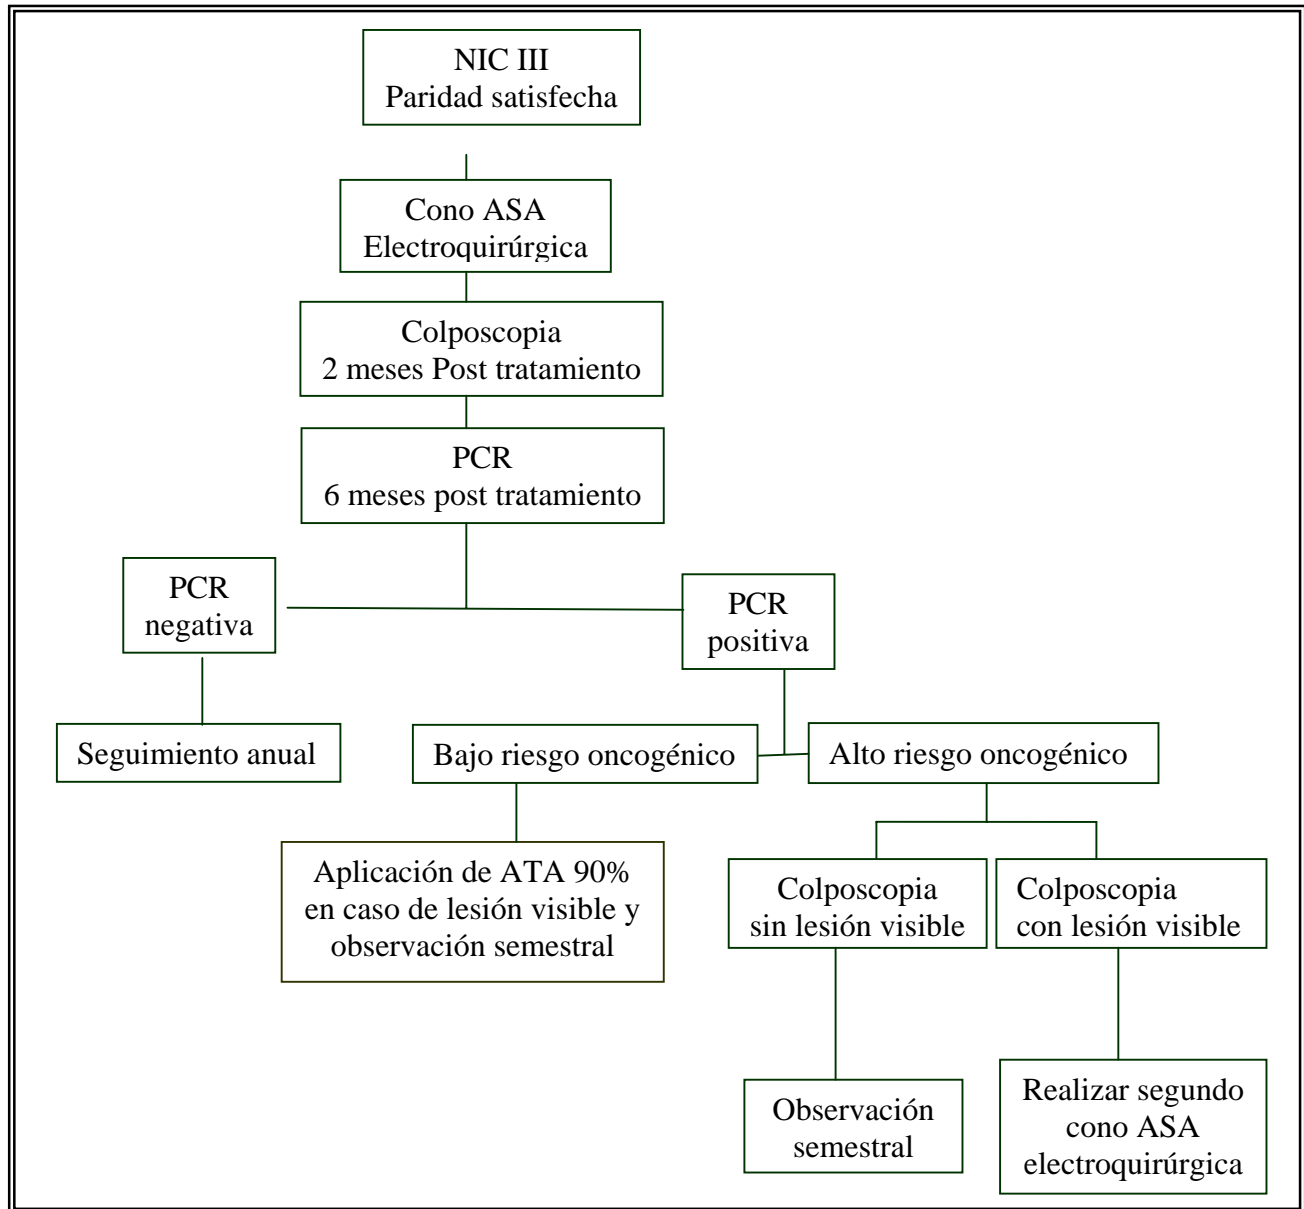 NIC III
Paridad satisfecha
Cono ASA
Electroquirúrgica
Colposcopia
2 meses Post tratamiento
PCR
6 meses post tratamiento
PCR
negativa
PCR
positiva
Seguimiento anual
Bajo riesgo oncogénico
Alto riesgo oncogénico
Aplicación de ATA 90%
en caso de lesión visible y
observación semestral
Colposcopia
sin lesión visible
Colposcopia
con lesión visible
Observación
semestral
Realizar segundo
cono ASA
electroquirúrgica